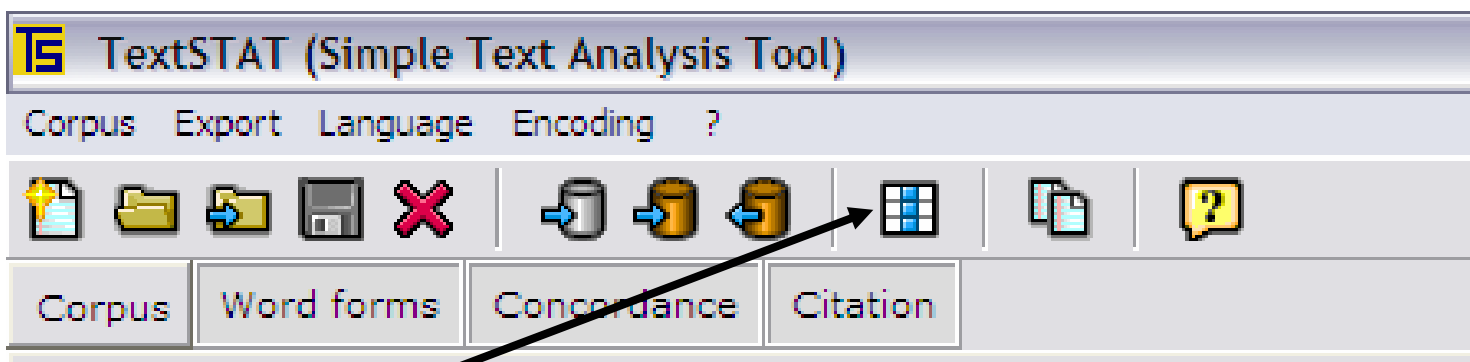 TS TextSTAT (Simple Text Analysis Tool)
Corpus Export Language Encoding ?
?
Corpus Word forms Concordance Citation